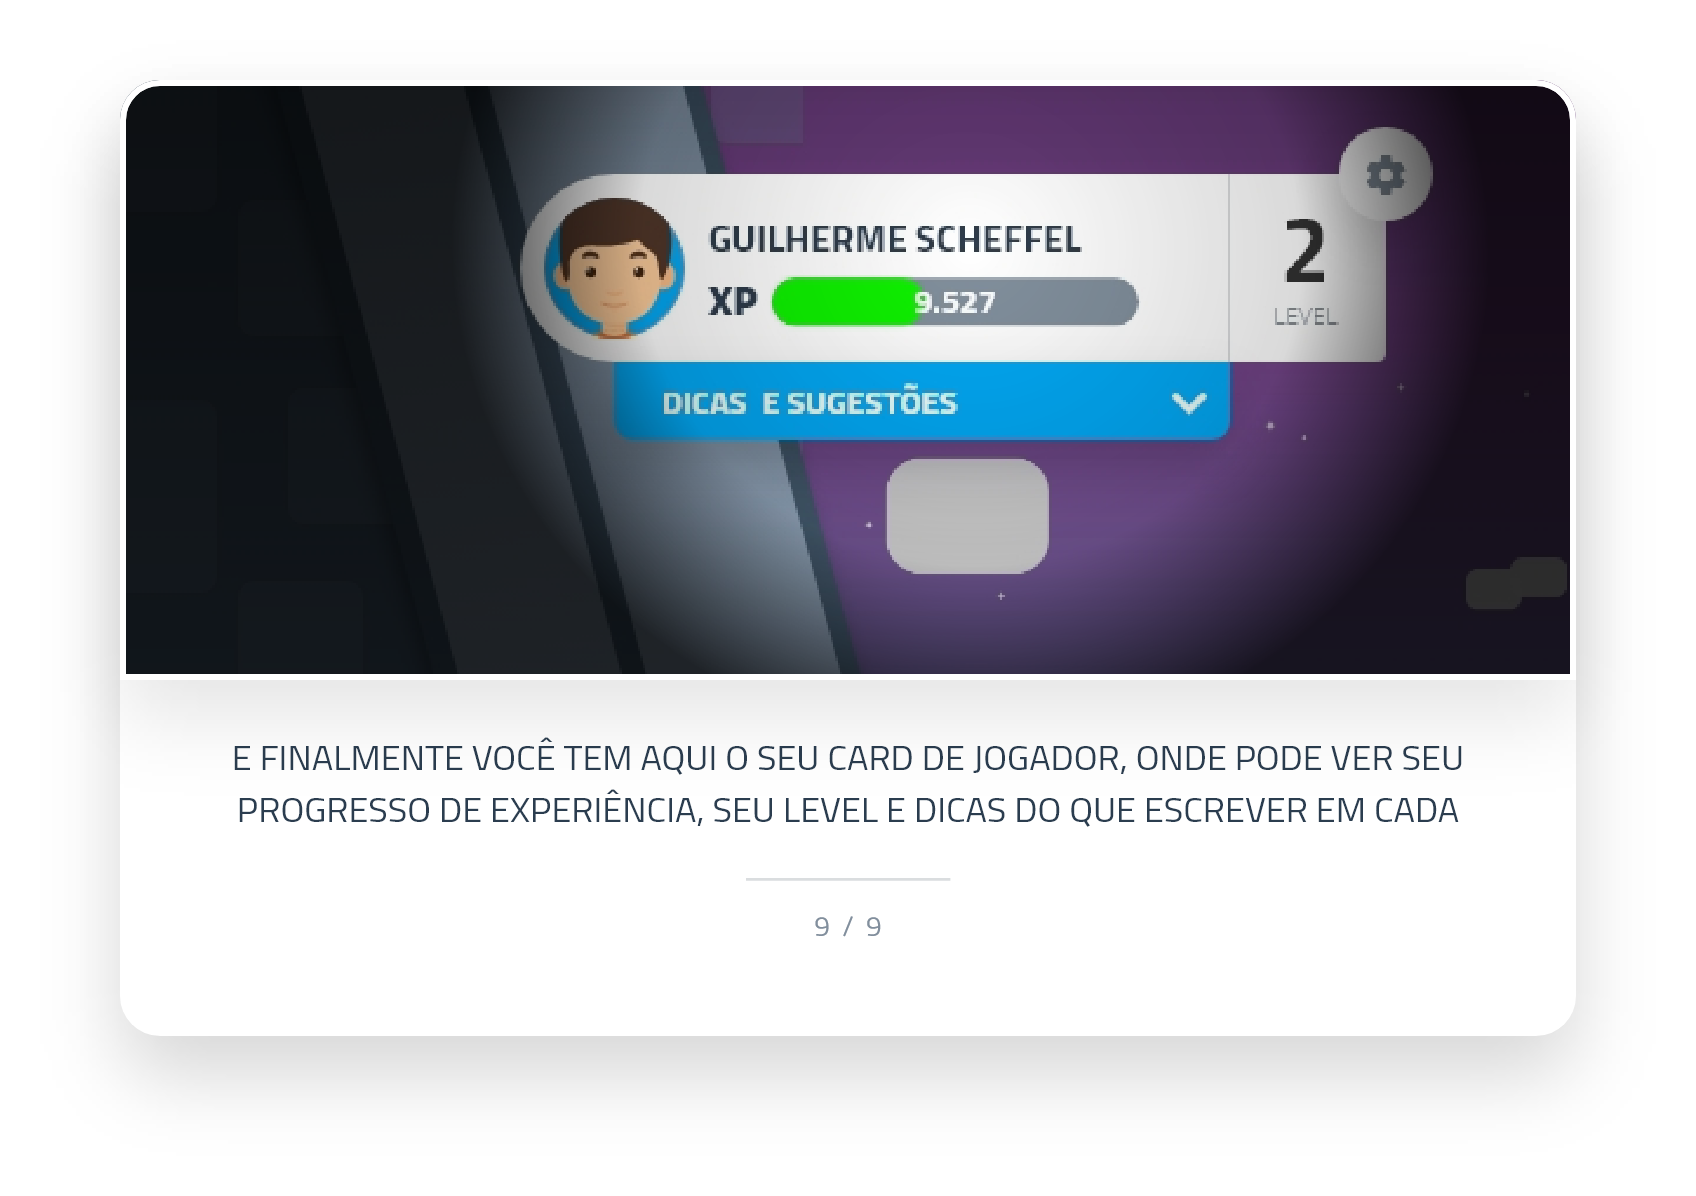 GUILHERME SCHEFFEL
XP 9.527
2
LEVEL
DICAS E SUGESTÕES
E FINALMENTE VOCÊ TEM AQUI O SEU CARD DE JOGADOR, ONDE PODE VER SEU
PROGRESSO DE EXPERIÊNCIA, SEU LEVEL E DICAS DO QUE ESCREVER EM CADA
9 / 9